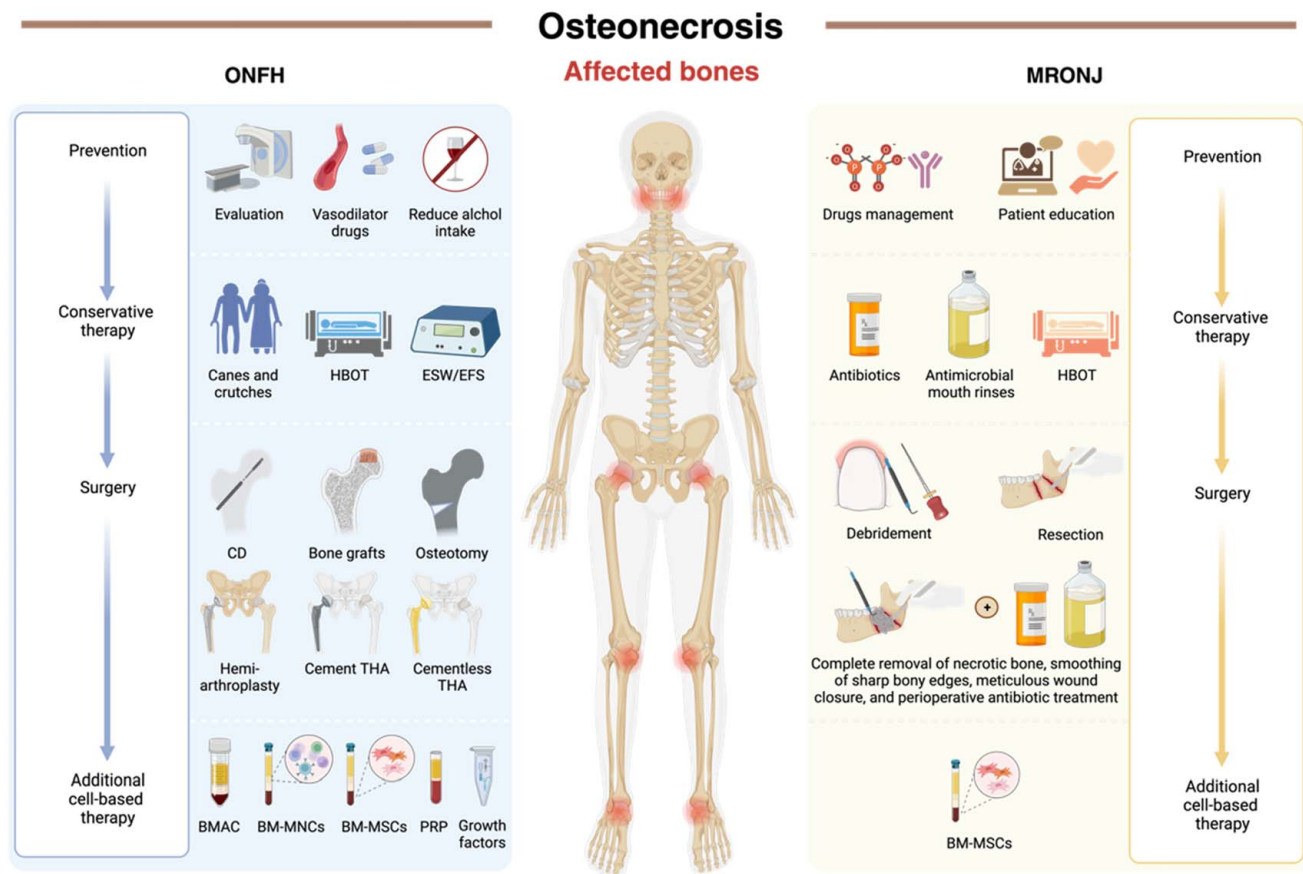 Osteonecrosis
Affected bones
ONFH
Prevention
Evaluation
Vasodilator
drugs
Reduce alchol
intake
Conservative
therapy
Canes and
crutches
HBOT
ESW/EFS
Surgery
CD
Bone grafts
Osteotomy
Hemi-
arthroplasty
Cement THA
Cementless
THA
Additional
cell-based
therapy
BMAC
BM-MNCs
BM-MSCs
PRP
Growth
factors
MRONJ
P
P
Drugs management
Patient education
Prevention
Antibiotics
Antimicrobial
mouth rinses
HBOT
Conservative
therapy
Debridement
Resection
Surgery
+
Complete removal of necrotic bone, smoothing
of sharp bony edges, meticulous wound
closure, and perioperative antibiotic treatment
BM-MSCs
Additional
cell-based
therapy